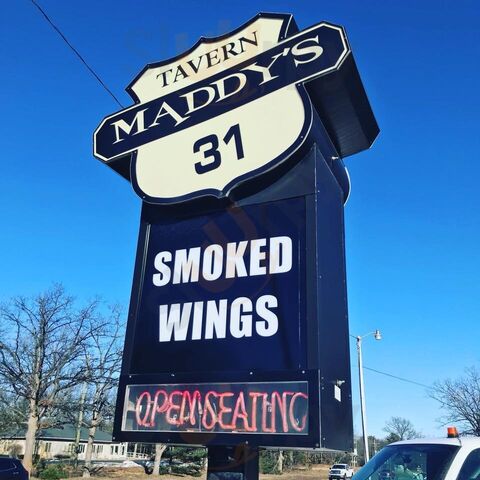 TAVERN
MADDY'S
31
SMOKED
WINGS
OPEN SEATING